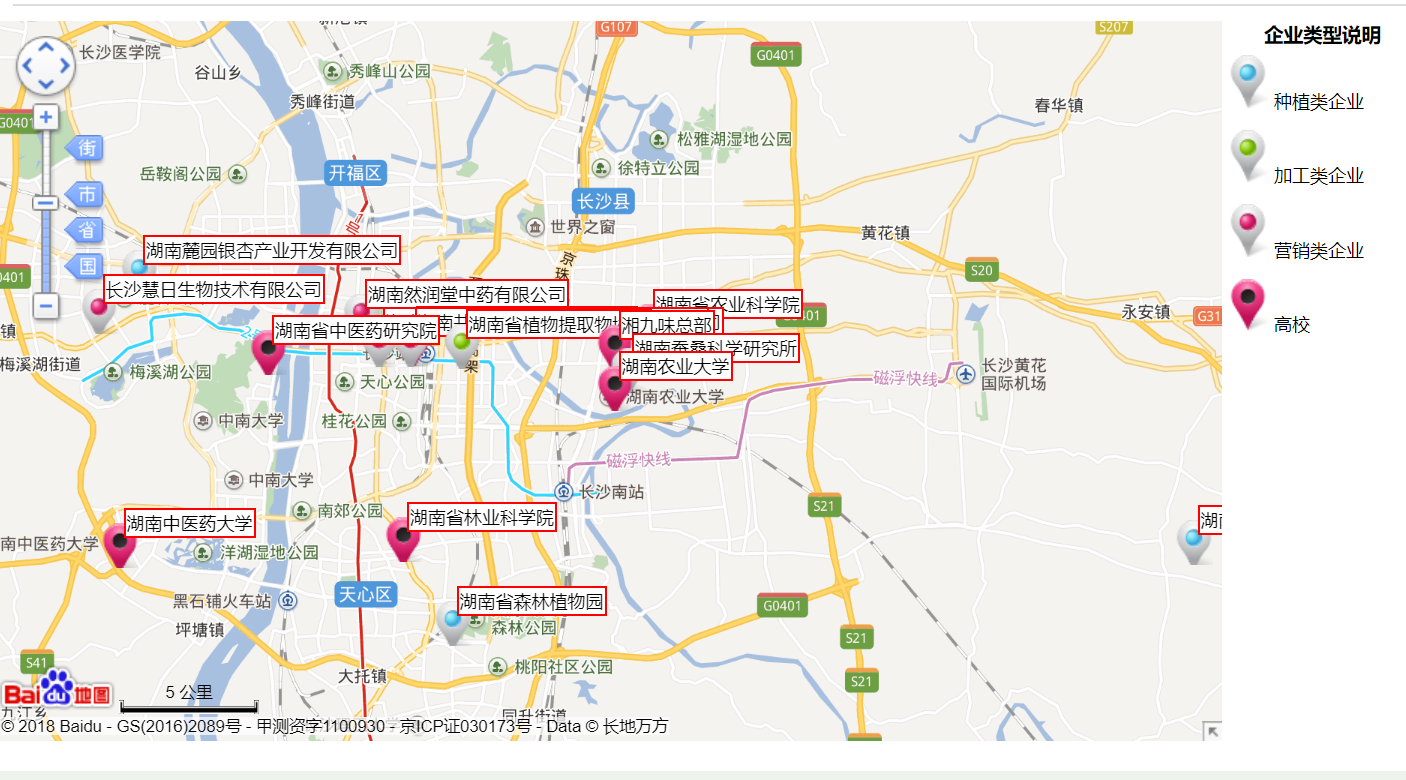 企业类型说明
种植类企业
加工类企业
营销类企业
高校
G107
S207
G0401
长沙医学院
谷山乡
秀峰山公园
秀峰街道
春华镇
G0401
松雅湖湿地公园
街
岳鞍阁公园
开福区
徐特立公园
市
长沙县
省
1号
世界之窗
黄花镇
湖南麓园银杏产业开发有限公司
国
京珠
S20
0401
长沙慧日生物技术有限公司
湖南然润堂中药有限公司
湖南省农业科学院
永安镇
G31
镇
湖南省中医药研究院
湖南省植物提取物
湘九味总部
湖南蚕桑科学研究所
梅溪湖街道
梅溪湖公园
架
湖南农业大学
长沙黄花
国际机场
天心公园
磁浮快线
湖南农业大学
中南大学
桂花公园
磁浮快线
中南大学
长沙南站
S21
南郊公园
湖南省林业科学院
湖南中医药大学
南中医药大学
洋湖湿地公园
天心区
湖南省森林植物园
黑石铺火车站
G0401
坪塘镇
森林公园
S21
S41
桃阳社区公园
大托镇
S21
Bai du 地图
5 公里
九江乡
© 2018 Baidu - GS(2016)2089号 - 甲测资字1100930 - 京ICP证030173号 - Data © 长地万方